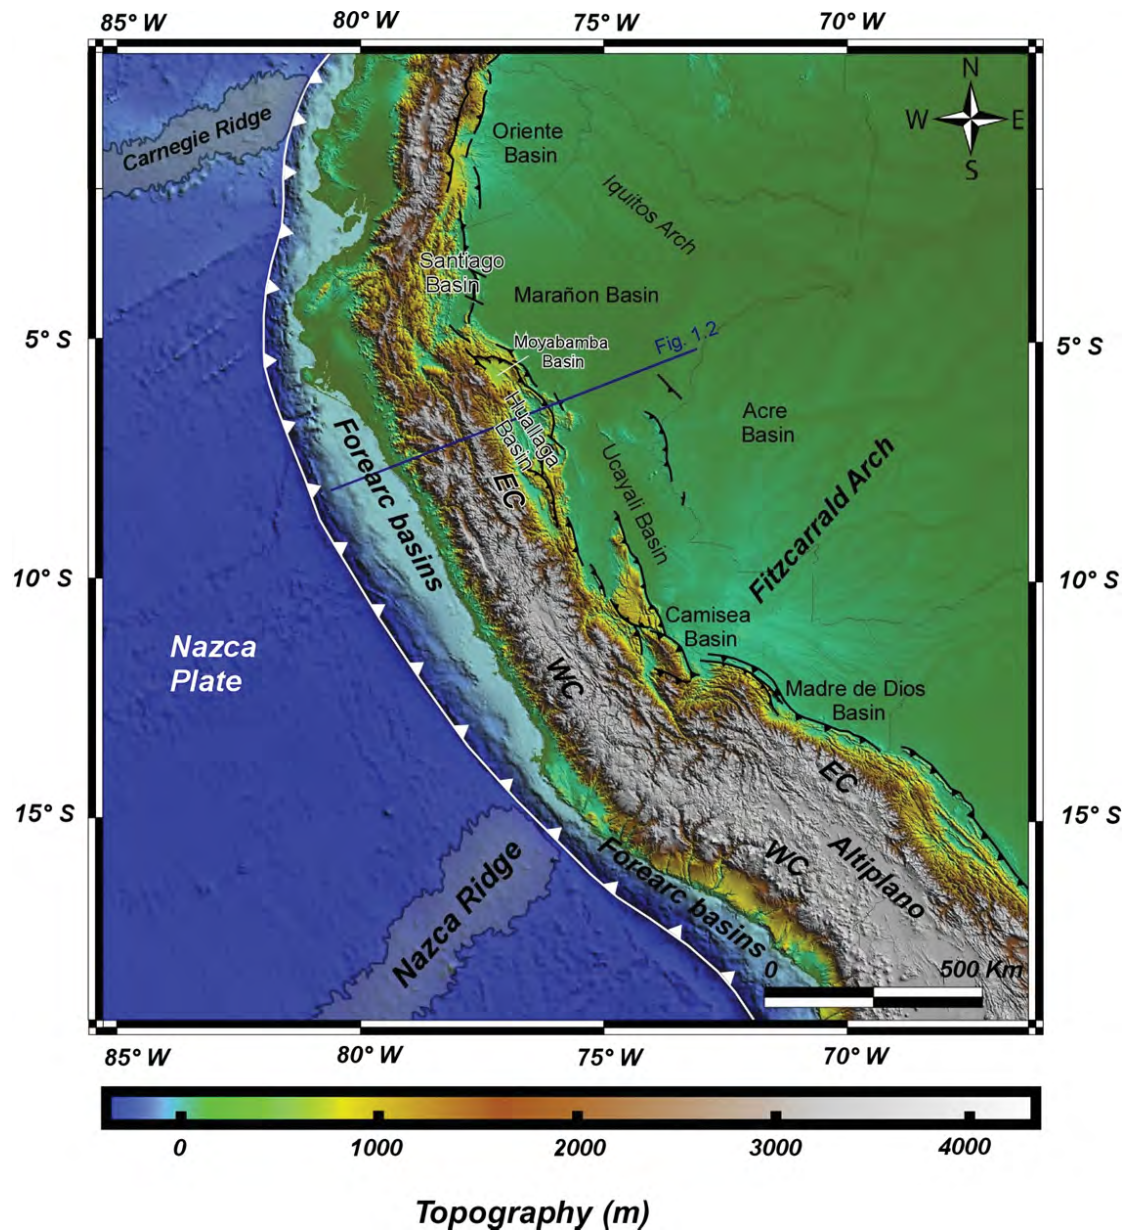 85° W
80° W
75° W
70° W
Carnegie Ridge
N
W
E
S
Oriente
Basin
Iquitos Arch
Santiago
Basin
Marañon Basin
5° S
5° S
Fig. 1.2
Moyabamba
Basin
Huallaga
Basin
Acre
Basin
Forearc basins
EC
Ucayali Basin
Fitzcarrald Arch
10° S
10° S
Camisea
Basin
Nazca
Plate
WC
Madre de Dios
Basin
EC
15° S
15° S
Nazca Ridge
Forearc basins
WC
Altiplano
0
500 Km
85° W
80° W
75° W
70° W
0
1000
2000
3000
4000
Topography (m)